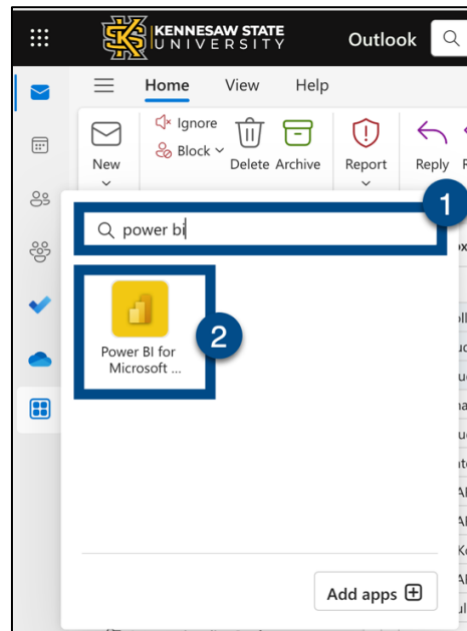 KENNESAW STATE
UNIVERSITY
Outlook
Home View Help
Ignore
Block
New Delete Archive Report Reply
1
power bi
2
Power BI for
Microsoft ...
Add apps